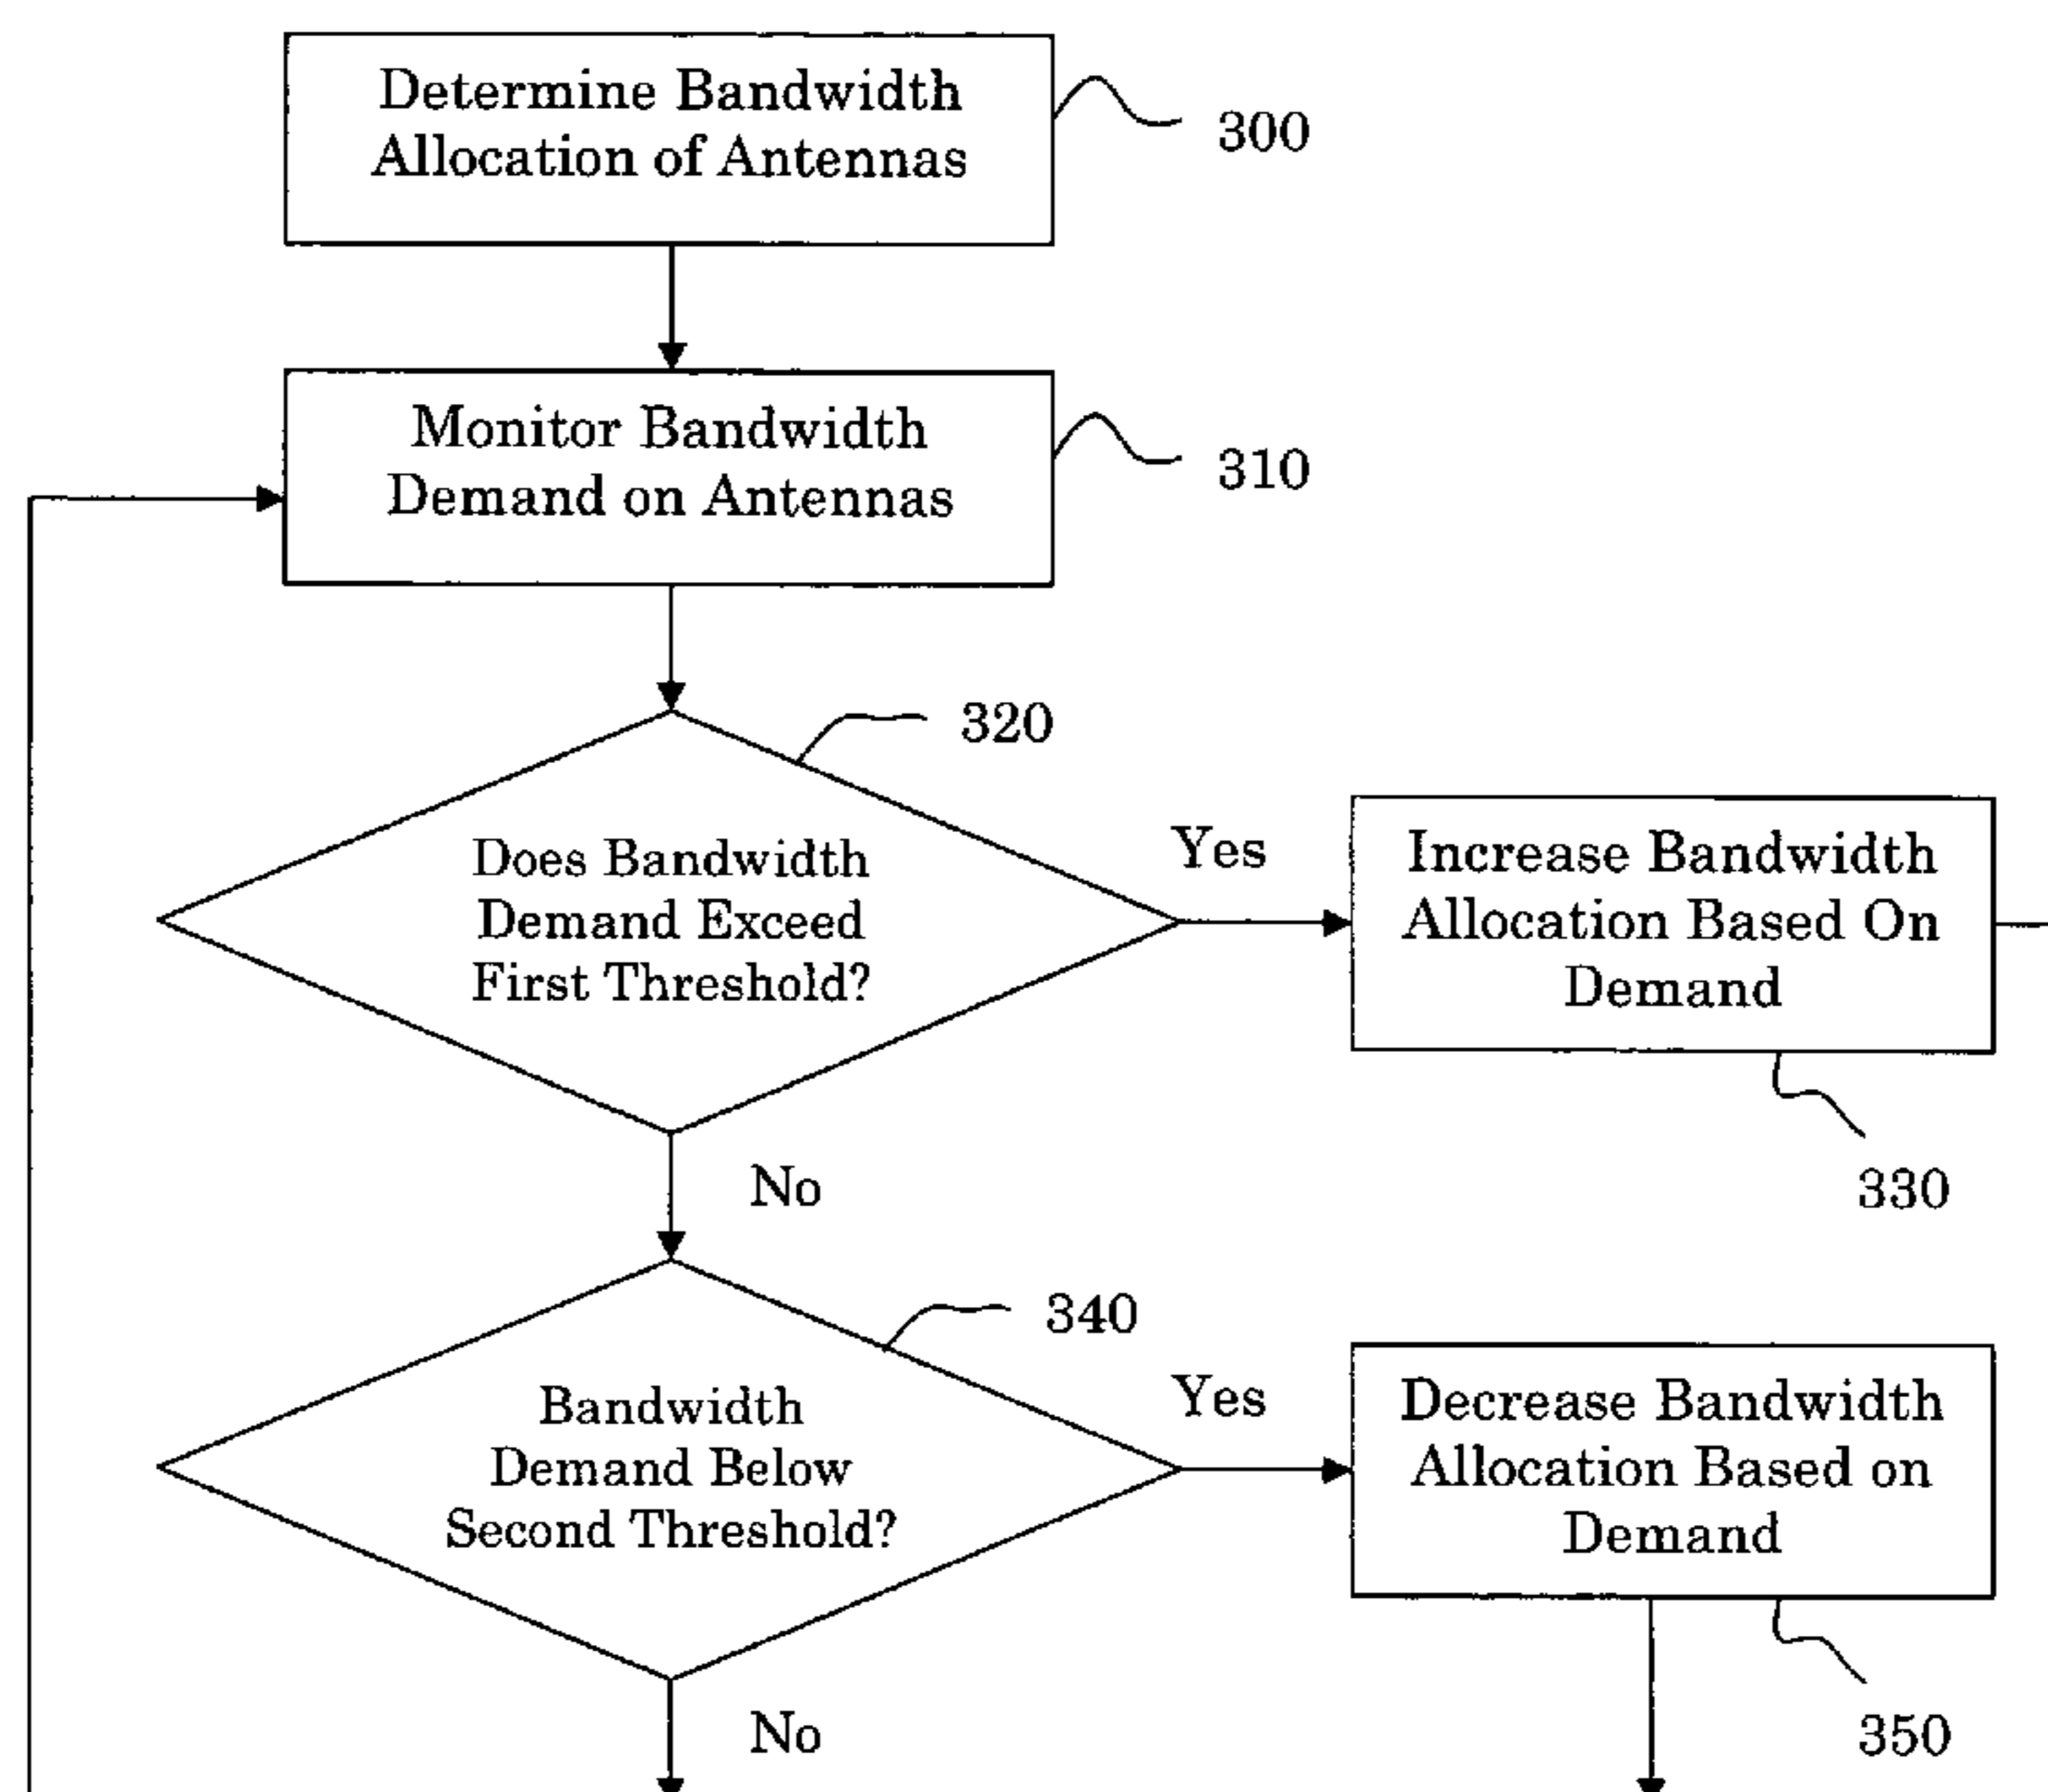 Determine Bandwidth
Allocation of Antennas
300
Monitor Bandwidth
Demand on Antennas
310
320
Does Bandwidth
Demand Exceed
First Threshold?
Yes
Increase Bandwidth
Allocation Based On
Demand
330
No
340
Bandwidth
Demand Below
Second Threshold?
Yes
Decrease Bandwidth
Allocation Based on
Demand
350
No